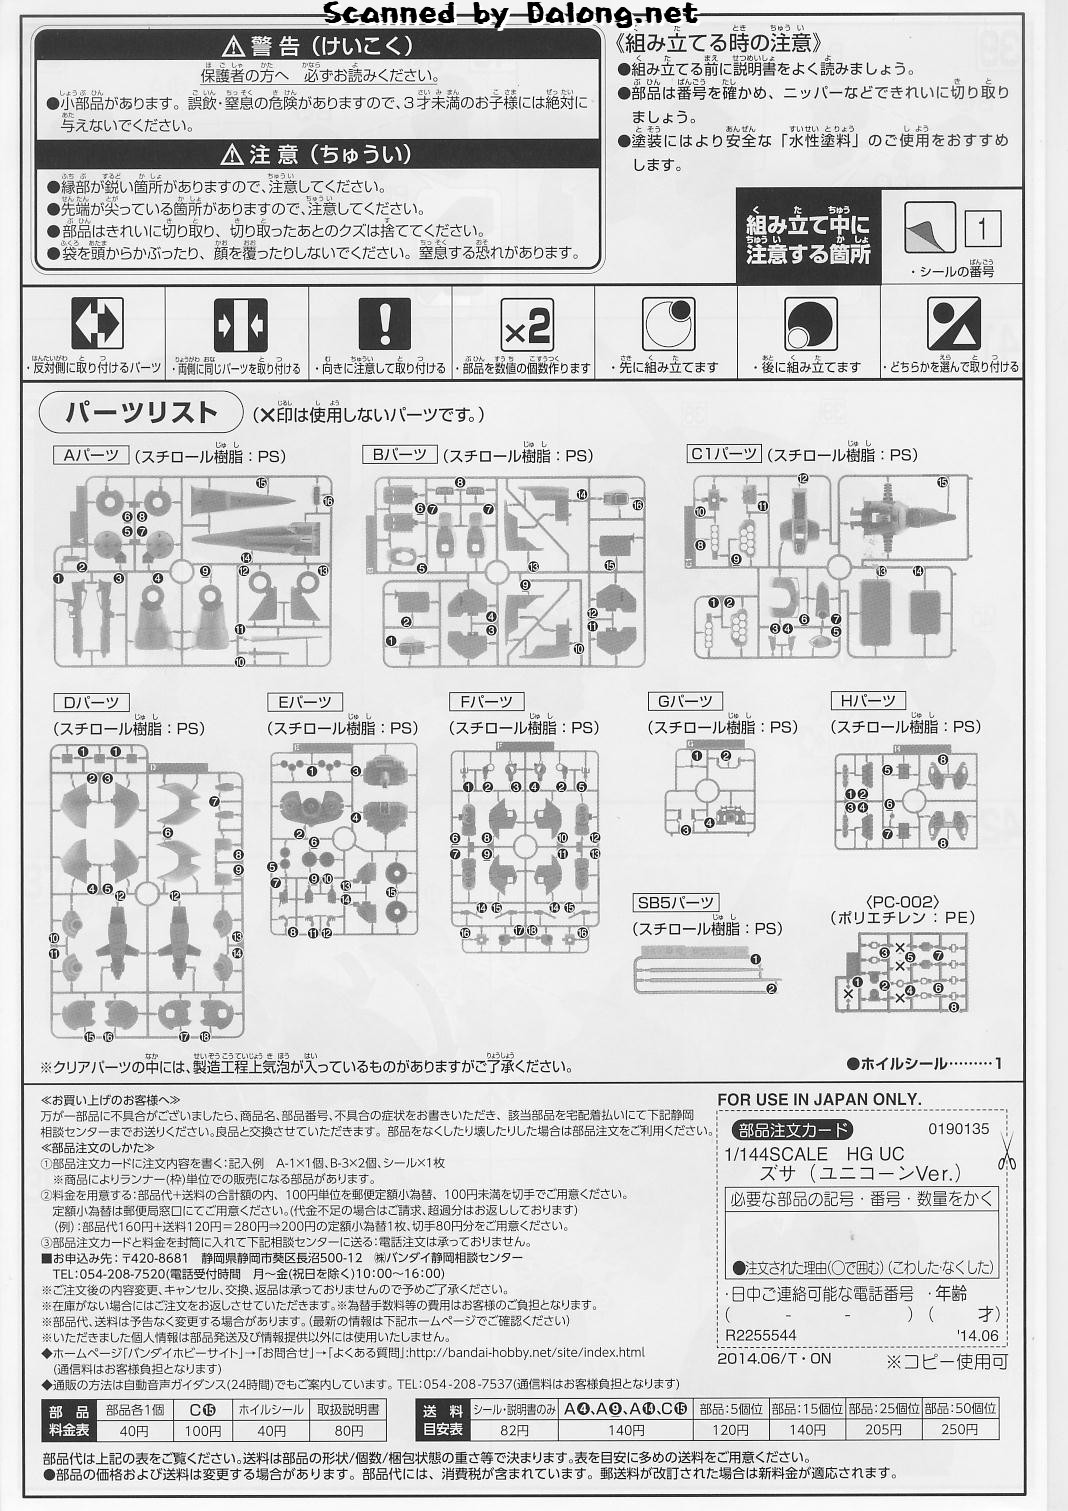 Scanned by Dalong.net
⚠警告(けいこく)
保護者の方へ 必ずお読みください。
●小部品があります。誤飲・窒息の危険がありますので、3才未満のお子様には絶対に
与えないでください。
⚠注意(ちゅうい)
●縁部が鋭い箇所がありますので、注意してください。
●先端が尖っている箇所がありますので、注意してください。
●部品はきれいに切り取り、切り取ったあとのクズは捨ててください。
●袋を頭からかぶったり、顔を覆ったりしないでください。窒息する恐れがあります。
《組み立てる時の注意》
●組み立てる前に説明書をよく読みましょう。
●部品は番号を確かめ、ニッパーなどできれいに切り取り
ましょう。
●塗装にはより安全な「水性塗料」のご使用をおすすめ
します。
組み立て中に
注意する箇所
1
・シールの番号
・反対側に取り付けるパーツ
・両側に同じパーツを取り付ける
・向きに注意して取り付ける
×2
・部品を数値の個数作ります
・先に組み立てます
・後に組み立てます
・どちらかを選んで取り付ける
パーツリスト (×印は使用しないパーツです。)
Aパーツ (スチロール樹脂:PS)
Bパーツ (スチロール樹脂:PS)
C1パーツ (スチロール樹脂:PS)
Dパーツ
(スチロール樹脂:PS)
Eパーツ
(スチロール樹脂:PS)
Fパーツ
(スチロール樹脂:PS)
Gパーツ
(スチロール樹脂:PS)
Hパーツ
(スチロール樹脂:PS)
SB5パーツ
(スチロール樹脂:PS)
〈PC-002〉
(ポリエチレン:PE)
※クリアパーツの中には、製造工程上気泡が入っているものがありますがご了承ください。
●ホイルシール………1
≪お買い上げのお客様へ≫
万が一部品に不具合がございましたら、商品名、部品番号、不具合の症状をお書きいただき、該当部品を宅配着払いにて下記静岡
相談センターまでお送りください。良品と交換させていただきます。部品をなくしたり壊したりした場合は部品注文をご利用ください。
≪部品注文のしかた≫
①部品注文カードに注文内容を書く:記入例 A-1×1個、B-3×2個、シール×1枚
※商品によりランナー(枠)単位での販売になる部品があります。
②料金を用意する:部品代+送料の合計額の内、100円単位を郵便定額小為替、100円未満を切手でご用意ください。
定額小為替は郵便局窓口にてご用意ください。(代金不足の場合はご請求、超過分はお返ししております)
(例):部品代160円+送料120円=280円⇒200円の定額小為替1枚、切手80円分をご用意ください。
③部品注文カードと料金を封筒に入れて下記相談センターに送る:電話注文は承っておりません。
■お申込み先:〒420-8681 静岡県静岡市葵区長沼500-12 ㈱バンダイ静岡相談センター
TEL:054-208-7520(電話受付時間 月~金(祝日を除く)10:00~16:00)
※ご注文後の内容変更、キャンセル、交換、返品は承っておりませんので予めご了承ください。
※在庫がない場合にはご注文をお返しさせていただきます。※為替手数料等の費用はお客様のご負担となります。
※部品代、送料は予告なく変更する場合があります。(最新の情報は下記ホームページでご確認ください)
※いただきました個人情報は部品発送及び情報提供以外には使用いたしません。
◆ホームページ「バンダイホビーサイト」→「お問合せ」→「よくある質問」:http://bandai-hobby.net/site/index.html
(通信料はお客様負担となります)
◆通販の方法は自動音声ガイダンス(24時間)でもご案内しています。TEL:054-208-7537(通信料はお客様負担となります)
FOR USE IN JAPAN ONLY.
部品注文カード 0190135
1/144SCALE HG UC
ズサ(ユニコーンVer.)
必要な部品の記号・番号・数量をかく
●注文された理由(○で囲む)(こわした・なくした)
・日中ご連絡可能な電話番号 ・年齢
( - - ) ( 才)
R2255544 '14.06
2014.06/T・ON ※コピー使用可
部品料金表 部品各1個 C⑮ ホイルシール 取扱説明書
40円 100円 40円 80円
送料目安表 シール・説明書のみ A④、A⑨、A⑭、C⑮ 部品:5個位 部品:15個位 部品:25個位 部品:50個位
82円 140円 120円 140円 205円 250円
部品代は上記の表をご覧ください。送料は部品の形状/個数/梱包状態の重さ等で決まります。表を目安に多めの送料をご用意ください。
●部品の価格および送料は変更する場合があります。部品代には、消費税が含まれています。郵送料が改訂された場合は新料金が適応されます。